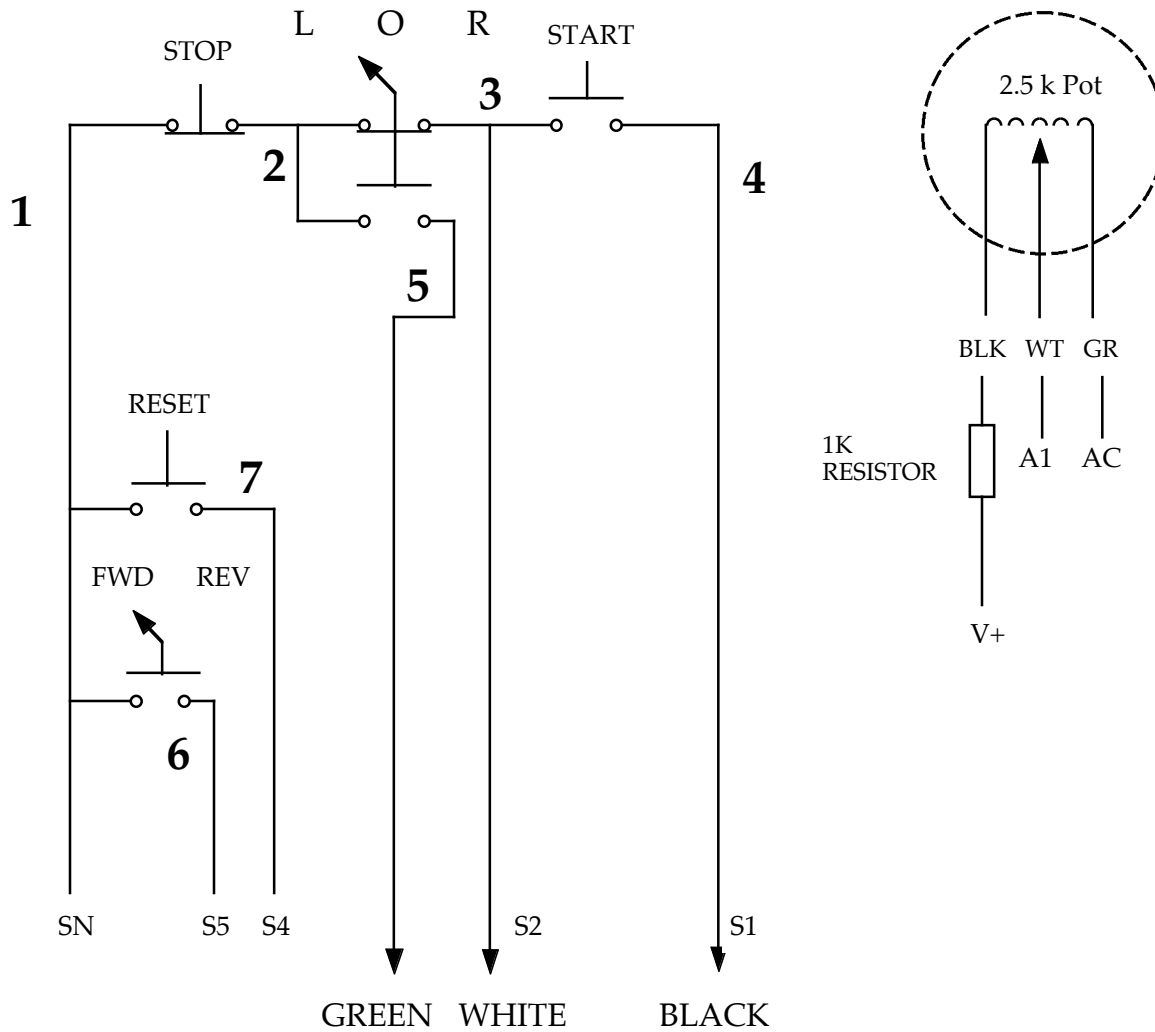 L O R
START
STOP
2.5 k Pot
3
2
4
1
5
BLK WT GR
RESET
1K
RESISTOR
A1 AC
7
FWD REV
V+
6
SN S5 S4 S2 S1
GREEN WHITE BLACK